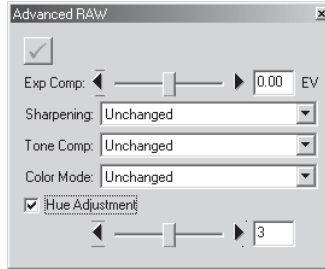 Advanced RAW
Exp Comp: 0.00 EV
Sharpening: Unchanged
Tone Comp: Unchanged
Color Mode: Unchanged
Hue Adjustment
3